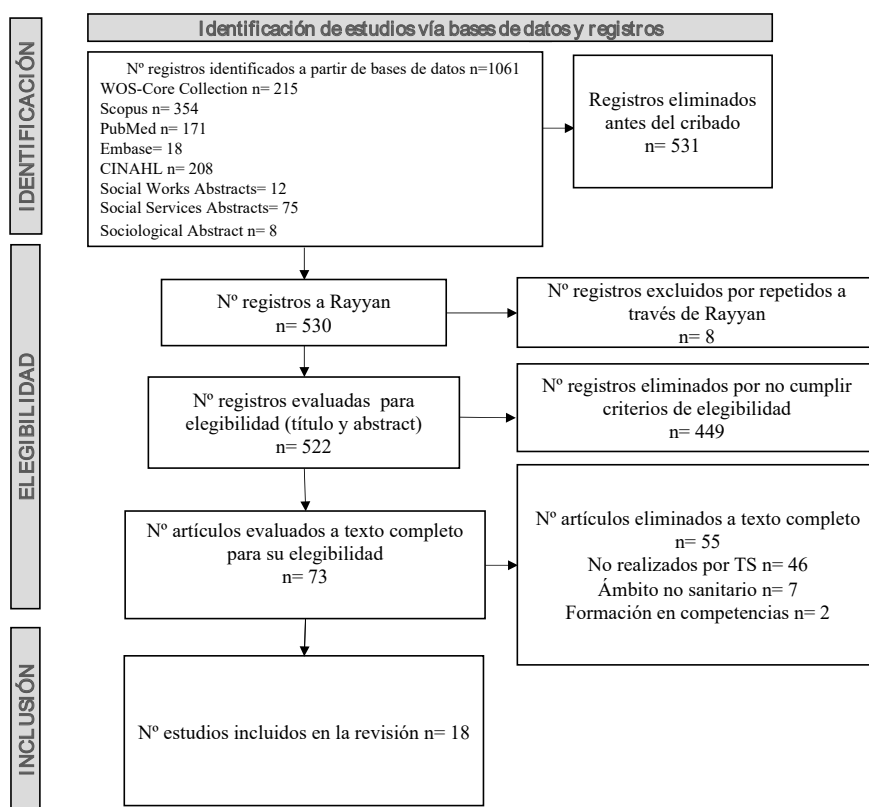 Identificación de estudios vía bases de datos y registros
IDENTIFICACIÓN
Nº registros identificados a partir de bases de datos n=1061
WOS-Core Collection n= 215
Scopus n= 354
PubMed n= 171
Embase= 18
CINAHL n= 208
Social Works Abstracts= 12
Social Services Abstracts= 75
Sociological Abstract n= 8
Registros eliminados
antes del cribado
n= 531
ELEGIBILIDAD
Nº registros a Rayyan
n= 530
Nº registros excluidos por repetidos a
través de Rayyan
n= 8
Nº registros evaluadas para
elegibilidad (título y abstract)
n= 522
Nº registros eliminados por no cumplir
criterios de elegibilidad
n= 449
Nº artículos evaluados a texto completo
para su elegibilidad
n= 73
Nº artículos eliminados a texto completo
n= 55
No realizados por TS n= 46
Ámbito no sanitario n= 7
Formación en competencias n= 2
INCLUSIÓN
Nº estudios incluidos en la revisión n= 18